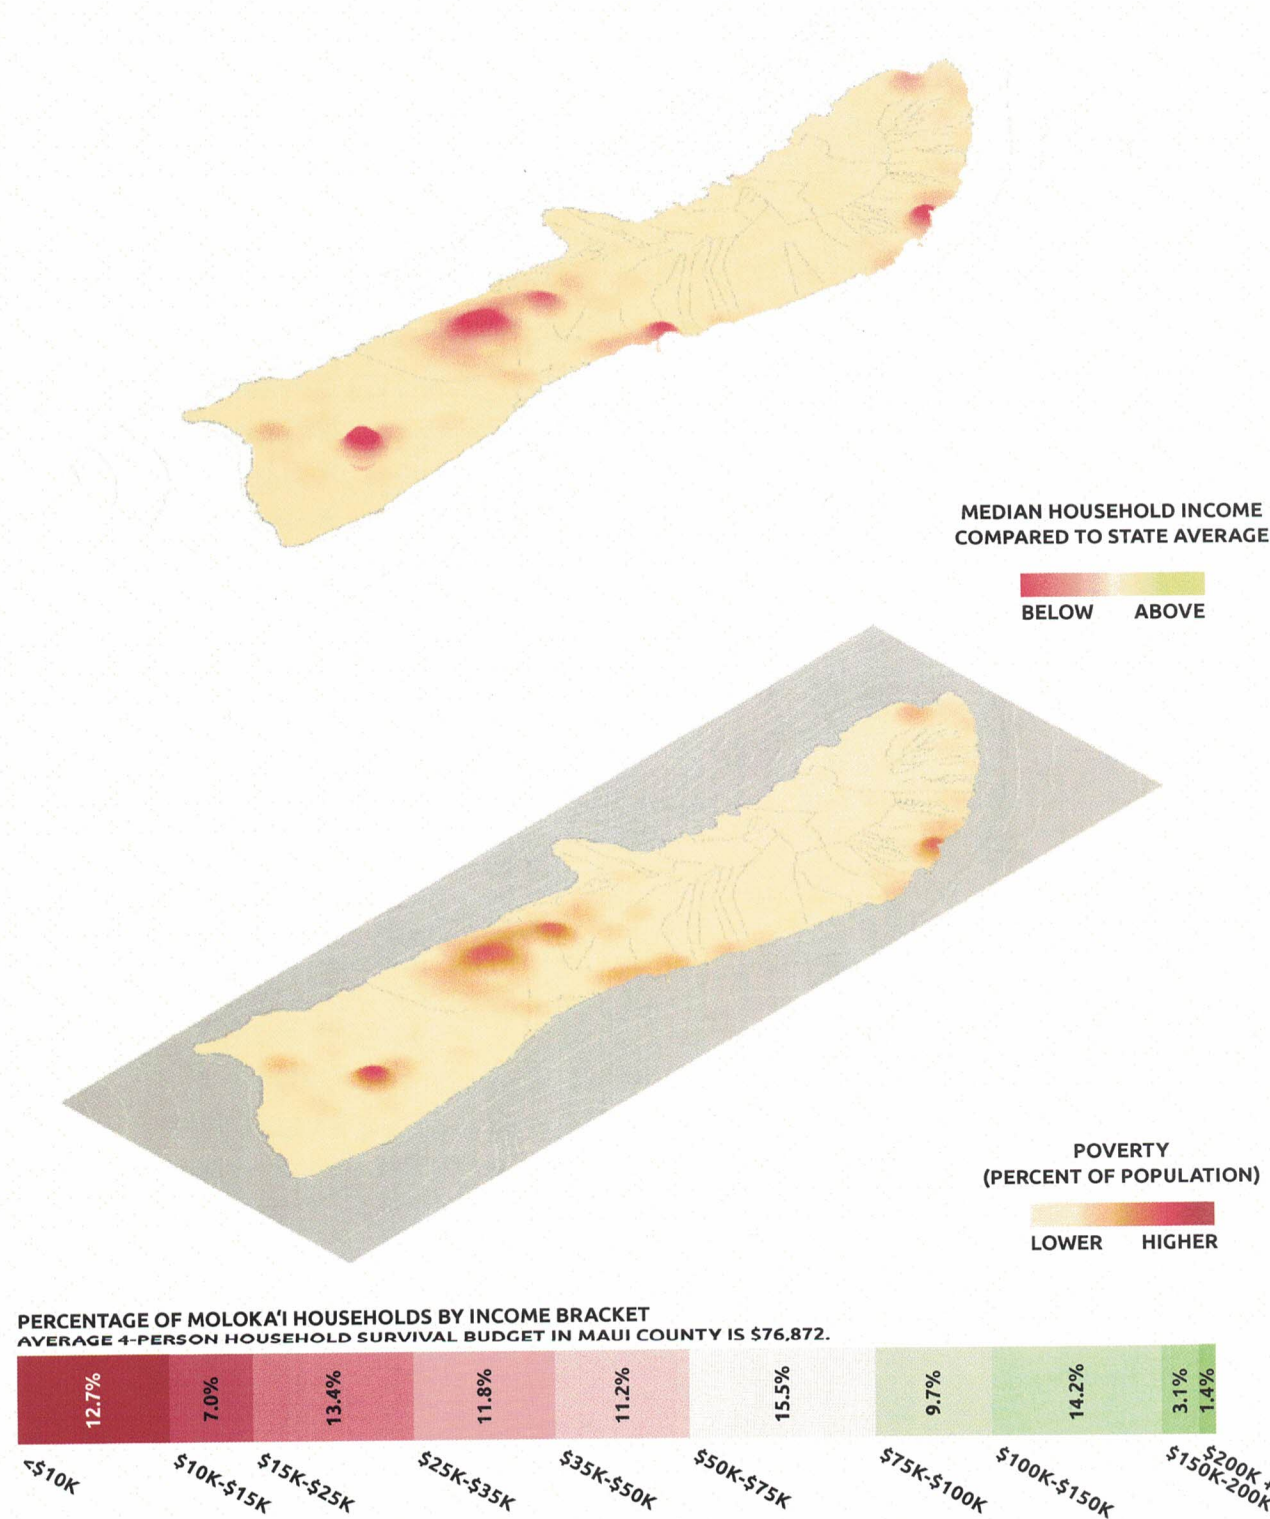 MEDIAN HOUSEHOLD INCOME
COMPARED TO STATE AVERAGE
BELOW ABOVE
POVERTY
(PERCENT OF POPULATION)
LOWER HIGHER
PERCENTAGE OF MOLOKAʻI HOUSEHOLDS BY INCOME BRACKET
AVERAGE 4-PERSON HOUSEHOLD SURVIVAL BUDGET IN MAUI COUNTY IS $76,872.
12.7% 7.0% 13.4% 11.8% 11.2% 15.5% 9.7% 14.2% 3.1% 1.4%
<$10K $10K-$15K $15K-$25K $25K-$35K $35K-$50K $50K-$75K $75K-$100K $100K-$150K $150K-200K $200K +